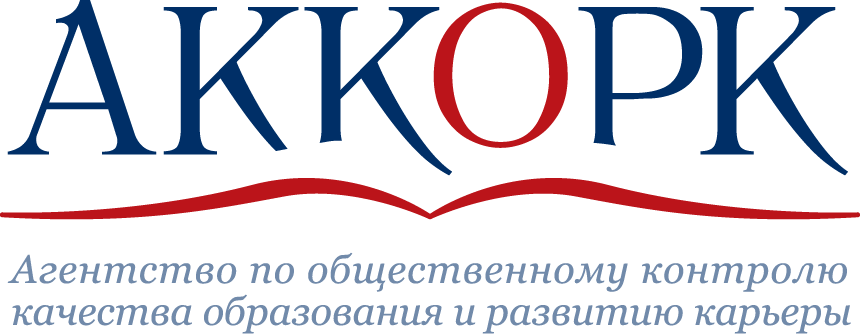 АККОРК
Агентство по общественному контролю
качества образования и развитию карьеры